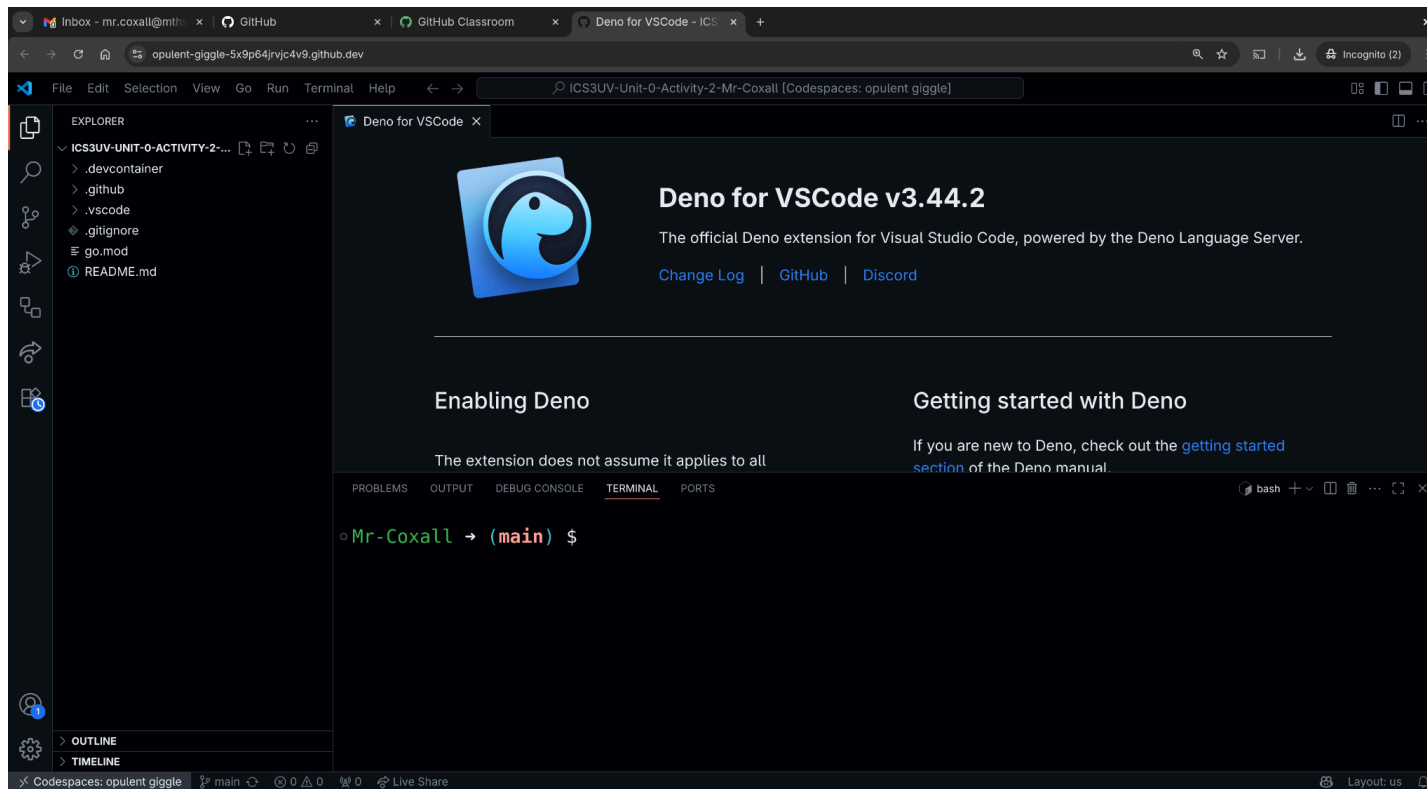 Inbox - mr.coxall@mths
GitHub
GitHub Classroom
Deno for VSCode - ICS
opulent-giggle-5x9p64jrvjc4v9.github.dev
Incognito (2)
File Edit Selection View Go Run Terminal Help
ICS3UV-Unit-0-Activity-2-Mr-Coxall [Codespaces: opulent giggle]
EXPLORER
Deno for VSCode
ICS3UV-UNIT-0-ACTIVITY-2-...
.devcontainer
.github
.vscode
.gitignore
go.mod
README.md
Deno for VSCode v3.44.2
The official Deno extension for Visual Studio Code, powered by the Deno Language Server.
Change Log | GitHub | Discord
Enabling Deno
The extension does not assume it applies to all
Getting started with Deno
If you are new to Deno, check out the getting started
section of the Deno manual.
PROBLEMS OUTPUT DEBUG CONSOLE TERMINAL PORTS
bash
Mr-Coxall → (main) $
1
OUTLINE
TIMELINE
Codespaces: opulent giggle main 0 0 0 Live Share
Layout: us